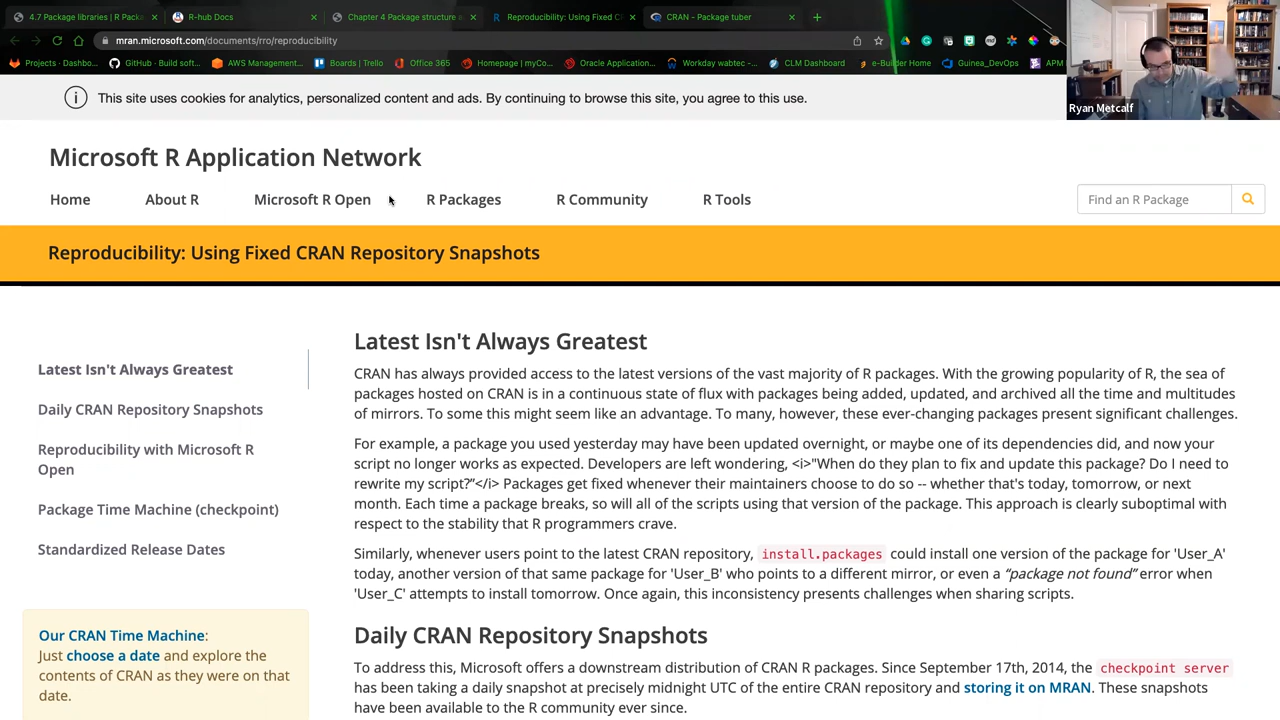 4.7 Package libraries | R Pack
R-hub Docs
Chapter 4 Package structure a
Reproducibility: Using Fixed C
CRAN - Package tuber
mran.microsoft.com/documents/rro/reproducibility
Projects · Dashbo...
GitHub · Build softw...
AWS Management...
Boards | Trello
Office 365
Homepage | myCo...
Oracle Application...
Workday wabtec -...
CLM Dashboard
e-Builder Home
Guinea_DevOps
APM
Ryan Metcalf
This site uses cookies for analytics, personalized content and ads. By continuing to browse this site, you agree to this use.
Microsoft R Application Network
Home
About R
Microsoft R Open
R Packages
R Community
R Tools
Find an R Package
Reproducibility: Using Fixed CRAN Repository Snapshots
Latest Isn't Always Greatest
Daily CRAN Repository Snapshots
Reproducibility with Microsoft R
Open
Package Time Machine (checkpoint)
Standardized Release Dates
Our CRAN Time Machine:
Just choose a date and explore the
contents of CRAN as they were on that
date.
Latest Isn't Always Greatest
CRAN has always provided access to the latest versions of the vast majority of R packages. With the growing popularity of R, the sea of
packages hosted on CRAN is in a continuous state of flux with packages being added, updated, and archived all the time and multitudes
of mirrors. To some this might seem like an advantage. To many, however, these ever-changing packages present significant challenges.
For example, a package you used yesterday may have been updated overnight, or maybe one of its dependencies did, and now your
script no longer works as expected. Developers are left wondering, <i>"When do they plan to fix and update this package? Do I need to
rewrite my script?"</i> Packages get fixed whenever their maintainers choose to do so -- whether that's today, tomorrow, or next
month. Each time a package breaks, so will all of the scripts using that version of the package. This approach is clearly suboptimal with
respect to the stability that R programmers crave.
Similarly, whenever users point to the latest CRAN repository, install.packages could install one version of the package for 'User_A'
today, another version of that same package for 'User_B' who points to a different mirror, or even a “package not found” error when
'User_C' attempts to install tomorrow. Once again, this inconsistency presents challenges when sharing scripts.
Daily CRAN Repository Snapshots
To address this, Microsoft offers a downstream distribution of CRAN R packages. Since September 17th, 2014, the checkpoint server
has been taking a daily snapshot at precisely midnight UTC of the entire CRAN repository and storing it on MRAN. These snapshots
have been available to the R community ever since.